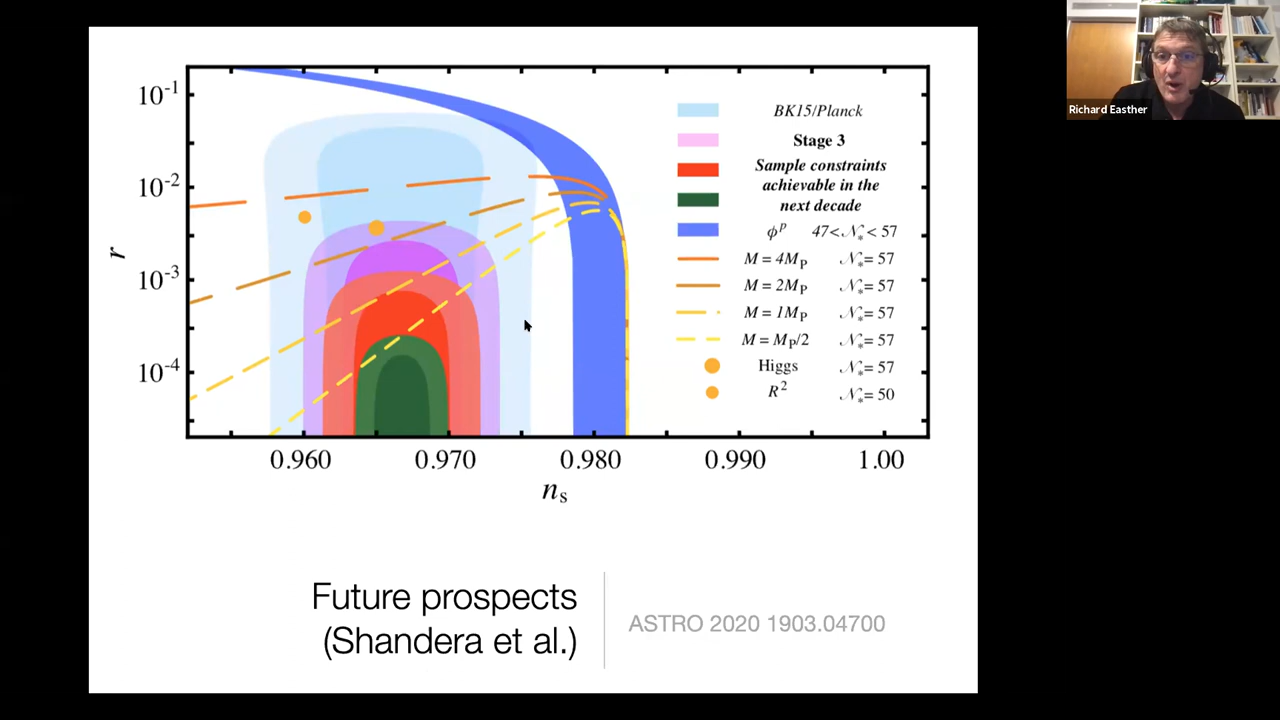 Richard Easther
10⁻¹
10⁻²
10⁻³
10⁻⁴
r
BK15/Planck
Stage 3
Sample constraints
achievable in the
next decade
ϕᵖ 47<𝒩*<57
M = 4Mₚ 𝒩*= 57
M = 2Mₚ 𝒩*= 57
M = 1Mₚ 𝒩*= 57
M = Mₚ/2 𝒩*= 57
Higgs 𝒩*= 57
R² 𝒩*= 50
0.960 0.970 0.980 0.990 1.00
nₛ
Future prospects
(Shandera et al.)
ASTRO 2020 1903.04700